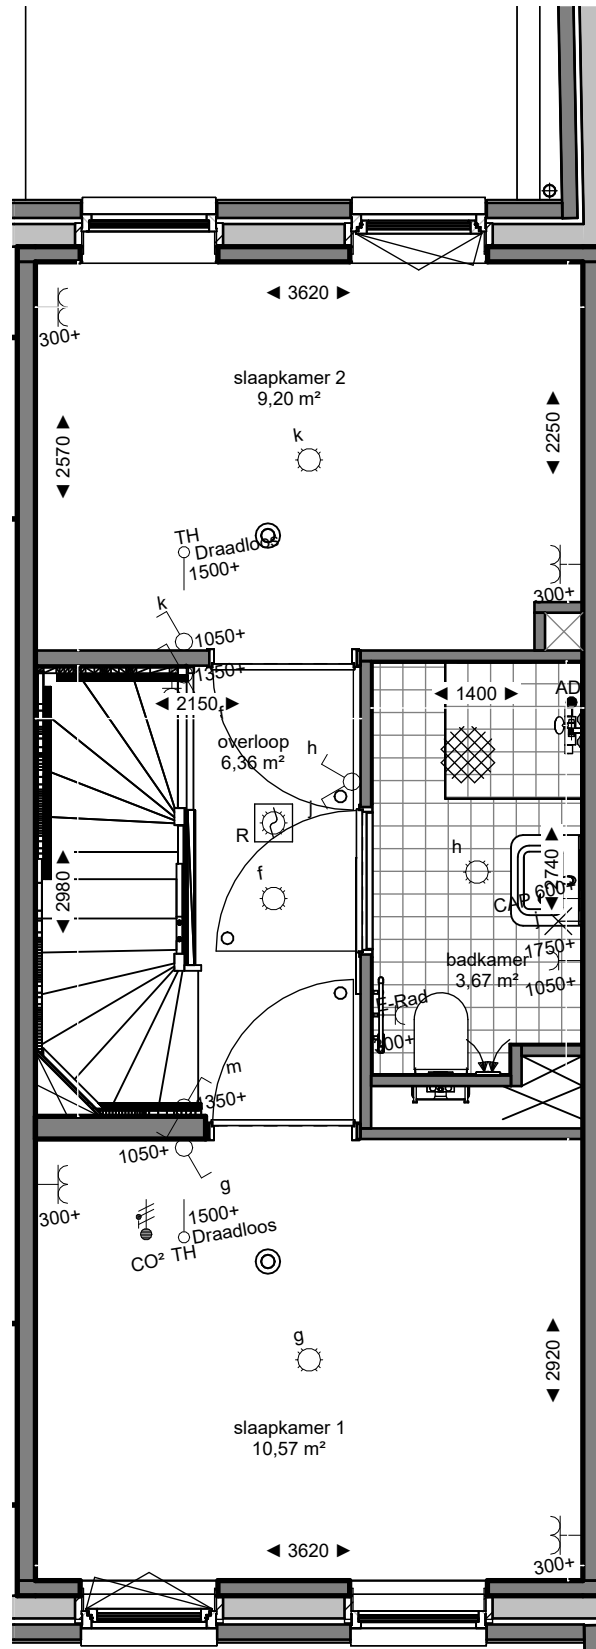 ◄ 3620 ►
300+
slaapkamer 2
9,20 m²
◄ 2570 ►
◄ 2250 ►
k
TH
Draadloos
1500+
300+
k
1050+
1350+
◄ 2150 ►
f
◄ 1400 ►
AD
overloop
6,36 m²
h
j
R
f
◄ 2980 ►
h
◄ 740 ►
600+
CAP
j
1750+
badkamer
3,67 m²
1050+
E-Rad
m
1350+
1050+
g
300+
1500+
Draadloos
CO² TH
g
◄ 2920 ►
slaapkamer 1
10,57 m²
◄ 3620 ►
300+